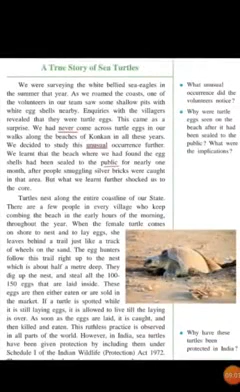 A True Story of Sea Turtles
We were surveying the white bellied sea-eagles in
the summer that year. As we roamed the coasts, one of
the volunteers in our team saw some shallow pits with
white egg shells nearby. Enquiries with the villagers
revealed that they were turtle eggs. This came as a
surprise. We had never come across turtle eggs in our
walks along the beaches of Konkan in all these years.
We decided to study this unusual occurrence further.
We learnt that the beach where we had found the egg
shells had been sealed to the public for nearly one
month, after people smuggling silver bricks were caught
in that area. But what we learnt further shocked us to
the core.
Turtles nest along the entire coastline of our State.
There are a few people in every village who keep
combing the beach in the early hours of the morning,
throughout the year. When the female turtle comes
on shore to nest and to lay eggs, she
leaves behind a trail just like a track
of wheels on the sand. The egg hunters
follow this trail right up to the nest
which is about half a metre deep. They
dig up the nest, and steal all the 100-
150 eggs that are laid inside. These
eggs are then either eaten or are sold in
the market. If a turtle is spotted while
it is still laying eggs, it is allowed to live till the laying
is over. As soon as the eggs are laid, it is caught, and
then killed and eaten. This ruthless practice is observed
in all parts of the world. However, in India, sea turtles
have been given protection by including them under
Schedule I of the Indian Wildlife (Protection) Act 1972.
• What unusual
occurrence did the
volunteers notice?
• Why were turtle
eggs seen on the
beach after it had
been sealed to the
public? What were
the implications?
• Why have these
turtles been
protected in India?